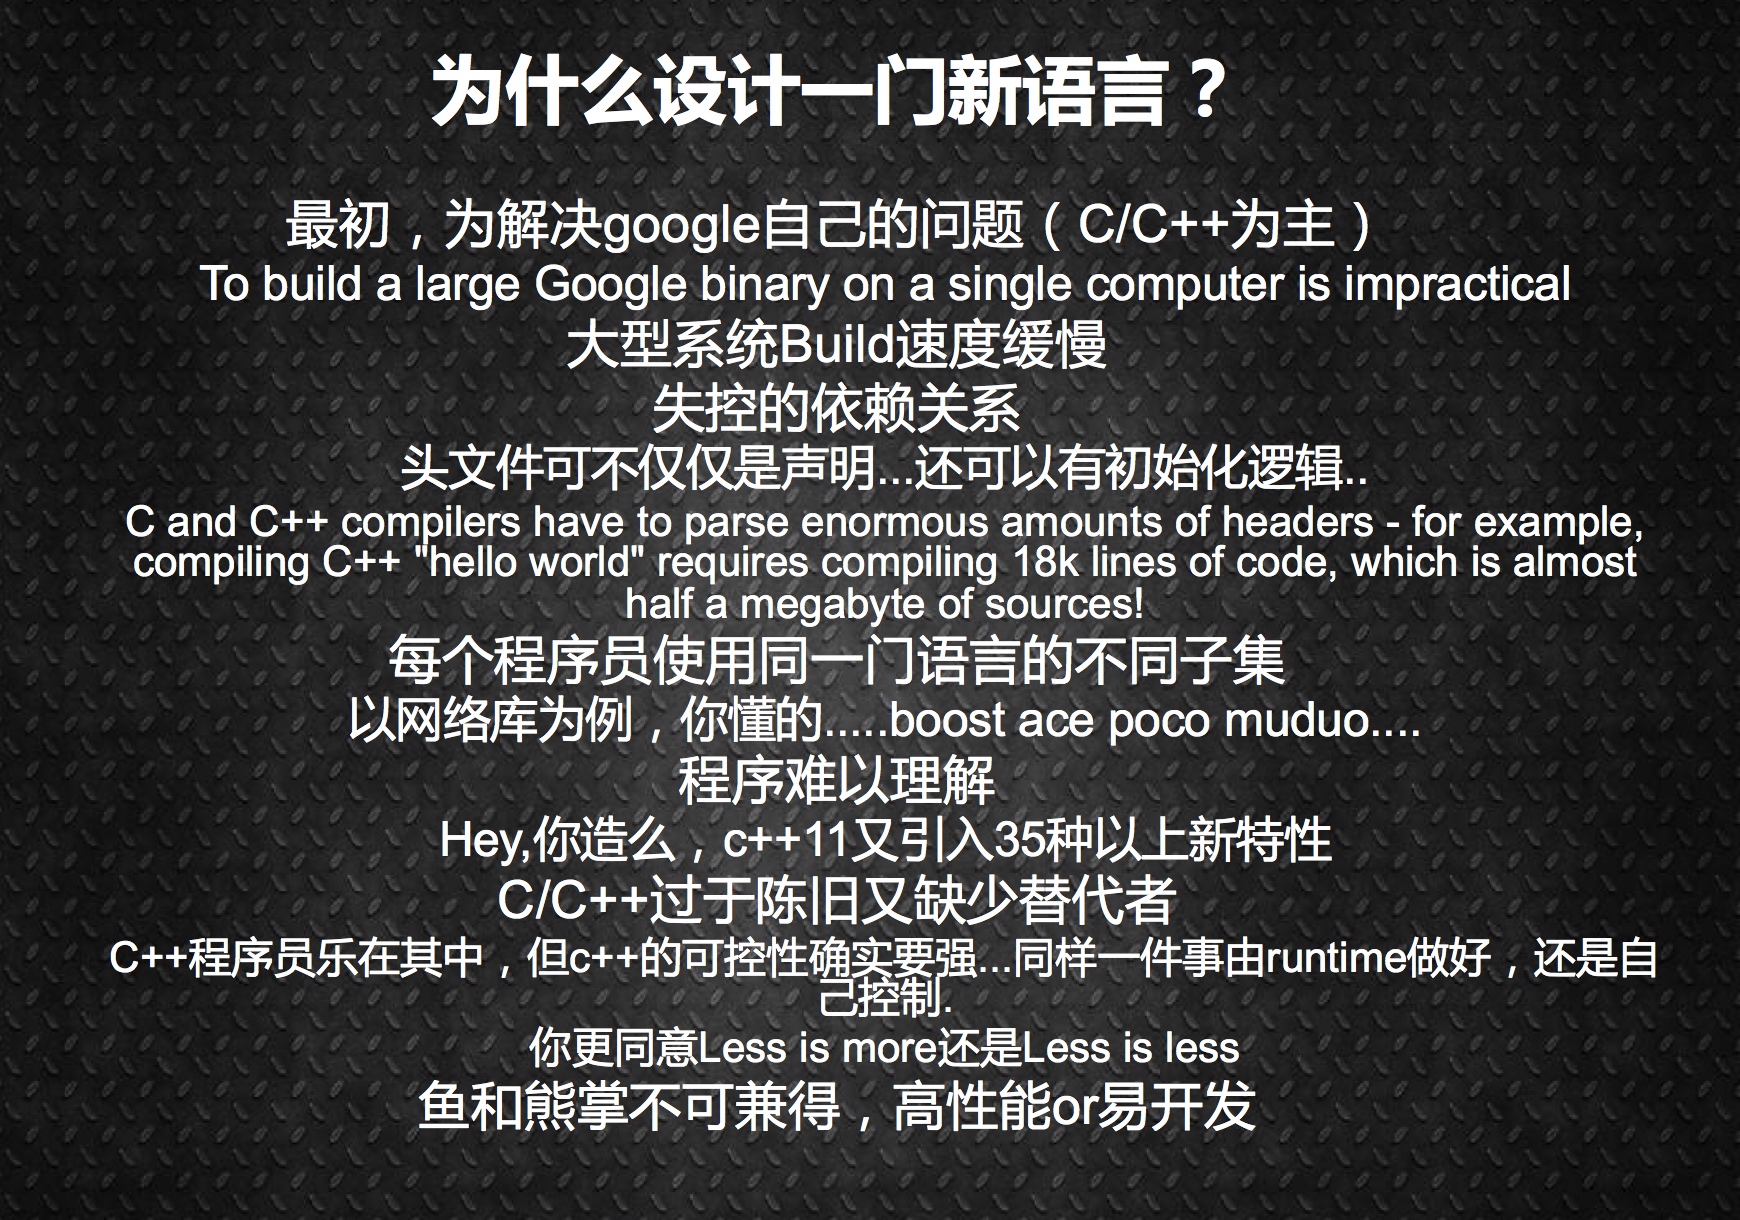 为什么设计一门新语言？
最初，为解决google自己的问题（C/C++为主）
To build a large Google binary on a single computer is impractical
大型系统Build速度缓慢
失控的依赖关系
头文件可不仅仅是声明...还可以有初始化逻辑..
C and C++ compilers have to parse enormous amounts of headers - for example,
compiling C++ "hello world" requires compiling 18k lines of code, which is almost
half a megabyte of sources!
每个程序员使用同一门语言的不同子集
以网络库为例，你懂的.....boost ace poco muduo....
程序难以理解
Hey,你造么，c++11又引入35种以上新特性
C/C++过于陈旧又缺少替代者
C++程序员乐在其中，但c++的可控性确实要强...同样一件事由runtime做好，还是自
己控制.
你更同意Less is more还是Less is less
鱼和熊掌不可兼得，高性能or易开发